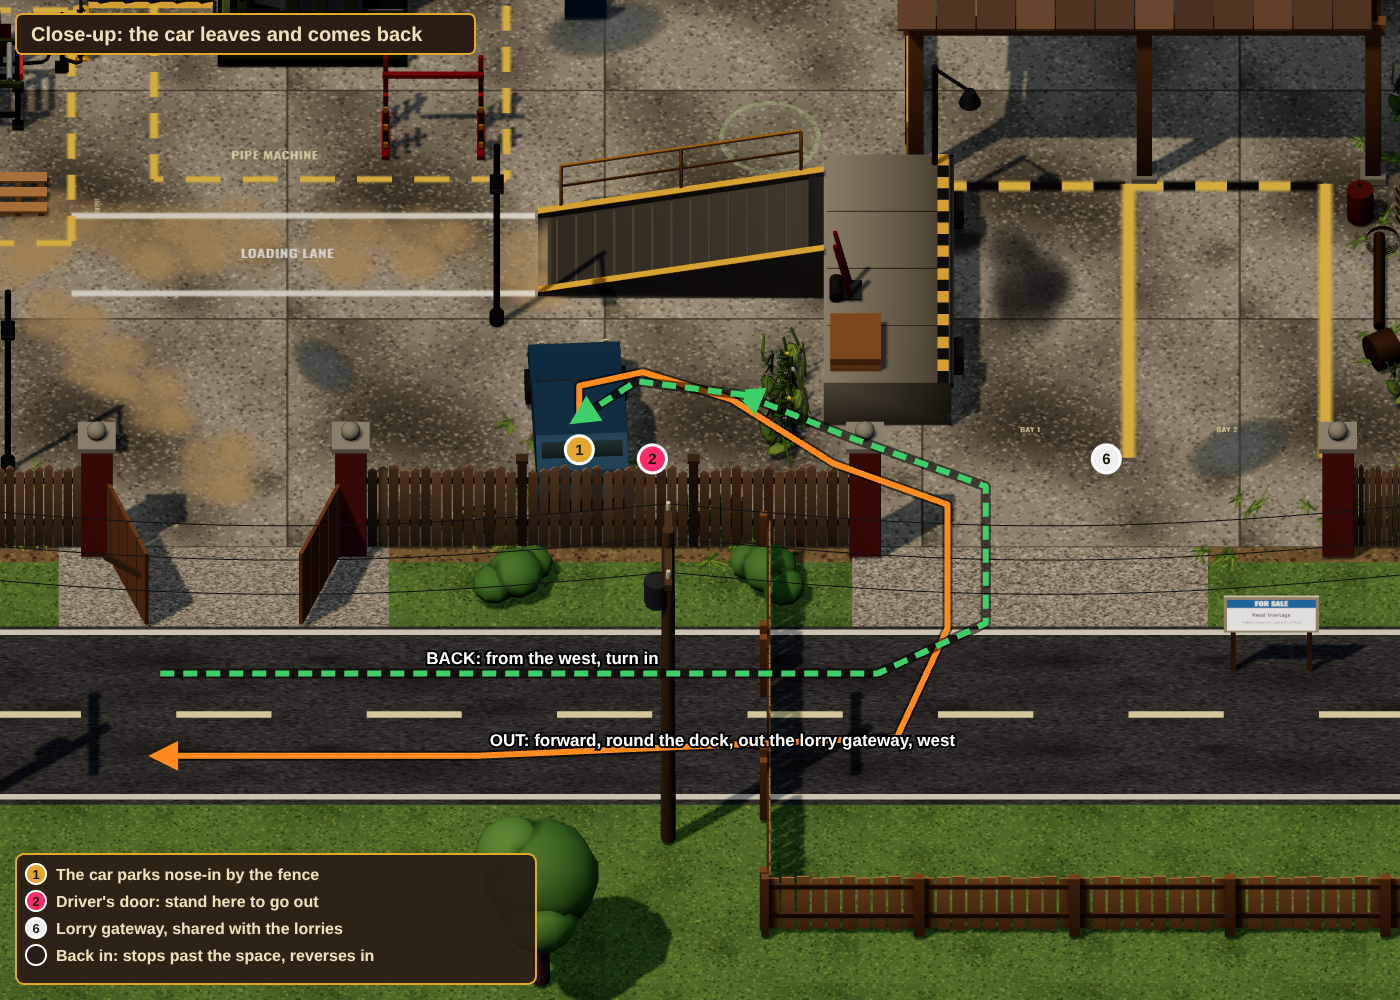 Close-up: the car leaves and comes back
PIPE MACHINE
LOADING LANE
BAY 1
BAY 2
1
2
6
FOR SALE
Road frontage
BACK: from the west, turn in
OUT: forward, round the dock, out the lorry gateway, west
1 The car parks nose-in by the fence
2 Driver's door: stand here to go out
6 Lorry gateway, shared with the lorries
Back in: stops past the space, reverses in